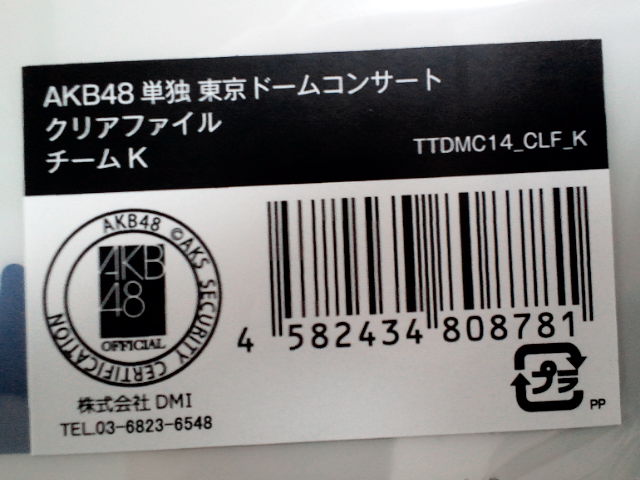 AKB48 単独 東京ドームコンサート
クリアファイル
チームK
TTDMC14_CLF_K
AKB48 ©AKS SECURITY CERTIFICATION
AKB
48
OFFICIAL
4 582434 808781
株式会社 DMI
TEL.03-6823-6548
プラ
PP